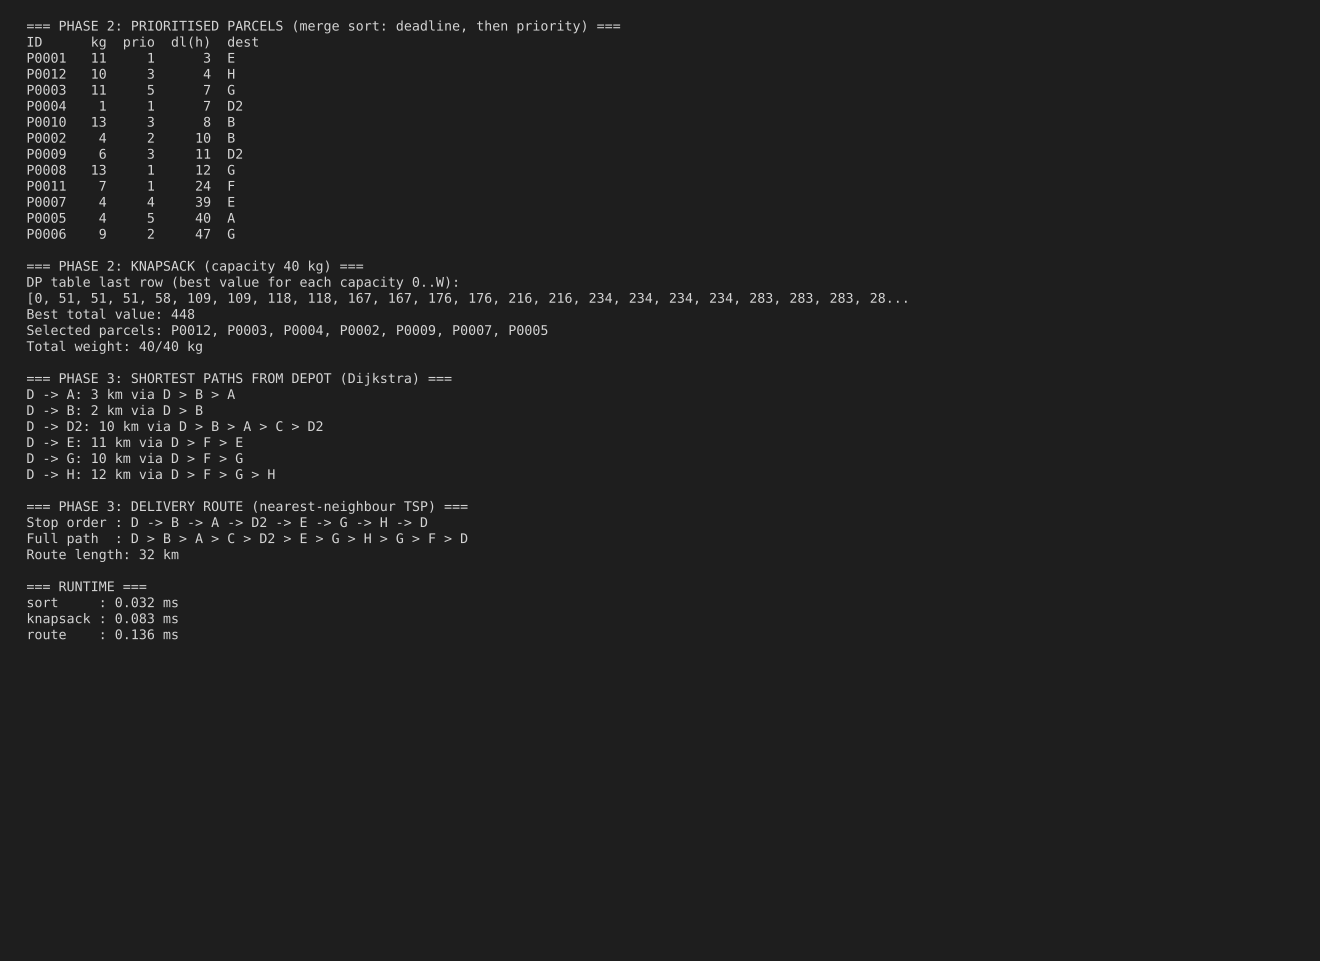 === PHASE 2: PRIORITISED PARCELS (merge sort: deadline, then priority) ===
ID      kg  prio  dl(h)  dest
P0001   11     1      3  E
P0012   10     3      4  H
P0003   11     5      7  G
P0004    1     1      7  D2
P0010   13     3      8  B
P0002    4     2     10  B
P0009    6     3     11  D2
P0008   13     1     12  G
P0011    7     1     24  F
P0007    4     4     39  E
P0005    4     5     40  A
P0006    9     2     47  G
=== PHASE 2: KNAPSACK (capacity 40 kg) ===
DP table last row (best value for each capacity 0..W):
[0, 51, 51, 51, 58, 109, 109, 118, 118, 167, 167, 176, 176, 216, 216, 234, 234, 234, 234, 283, 283, 283, 28...
Best total value: 448
Selected parcels: P0012, P0003, P0004, P0002, P0009, P0007, P0005
Total weight: 40/40 kg
=== PHASE 3: SHORTEST PATHS FROM DEPOT (Dijkstra) ===
D -> A: 3 km via D > B > A
D -> B: 2 km via D > B
D -> D2: 10 km via D > B > A > C > D2
D -> E: 11 km via D > F > E
D -> G: 10 km via D > F > G
D -> H: 12 km via D > F > G > H
=== PHASE 3: DELIVERY ROUTE (nearest-neighbour TSP) ===
Stop order : D -> B -> A -> D2 -> E -> G -> H -> D
Full path  : D > B > A > C > D2 > E > G > H > G > F > D
Route length: 32 km
=== RUNTIME ===
sort     : 0.032 ms
knapsack : 0.083 ms
route    : 0.136 ms